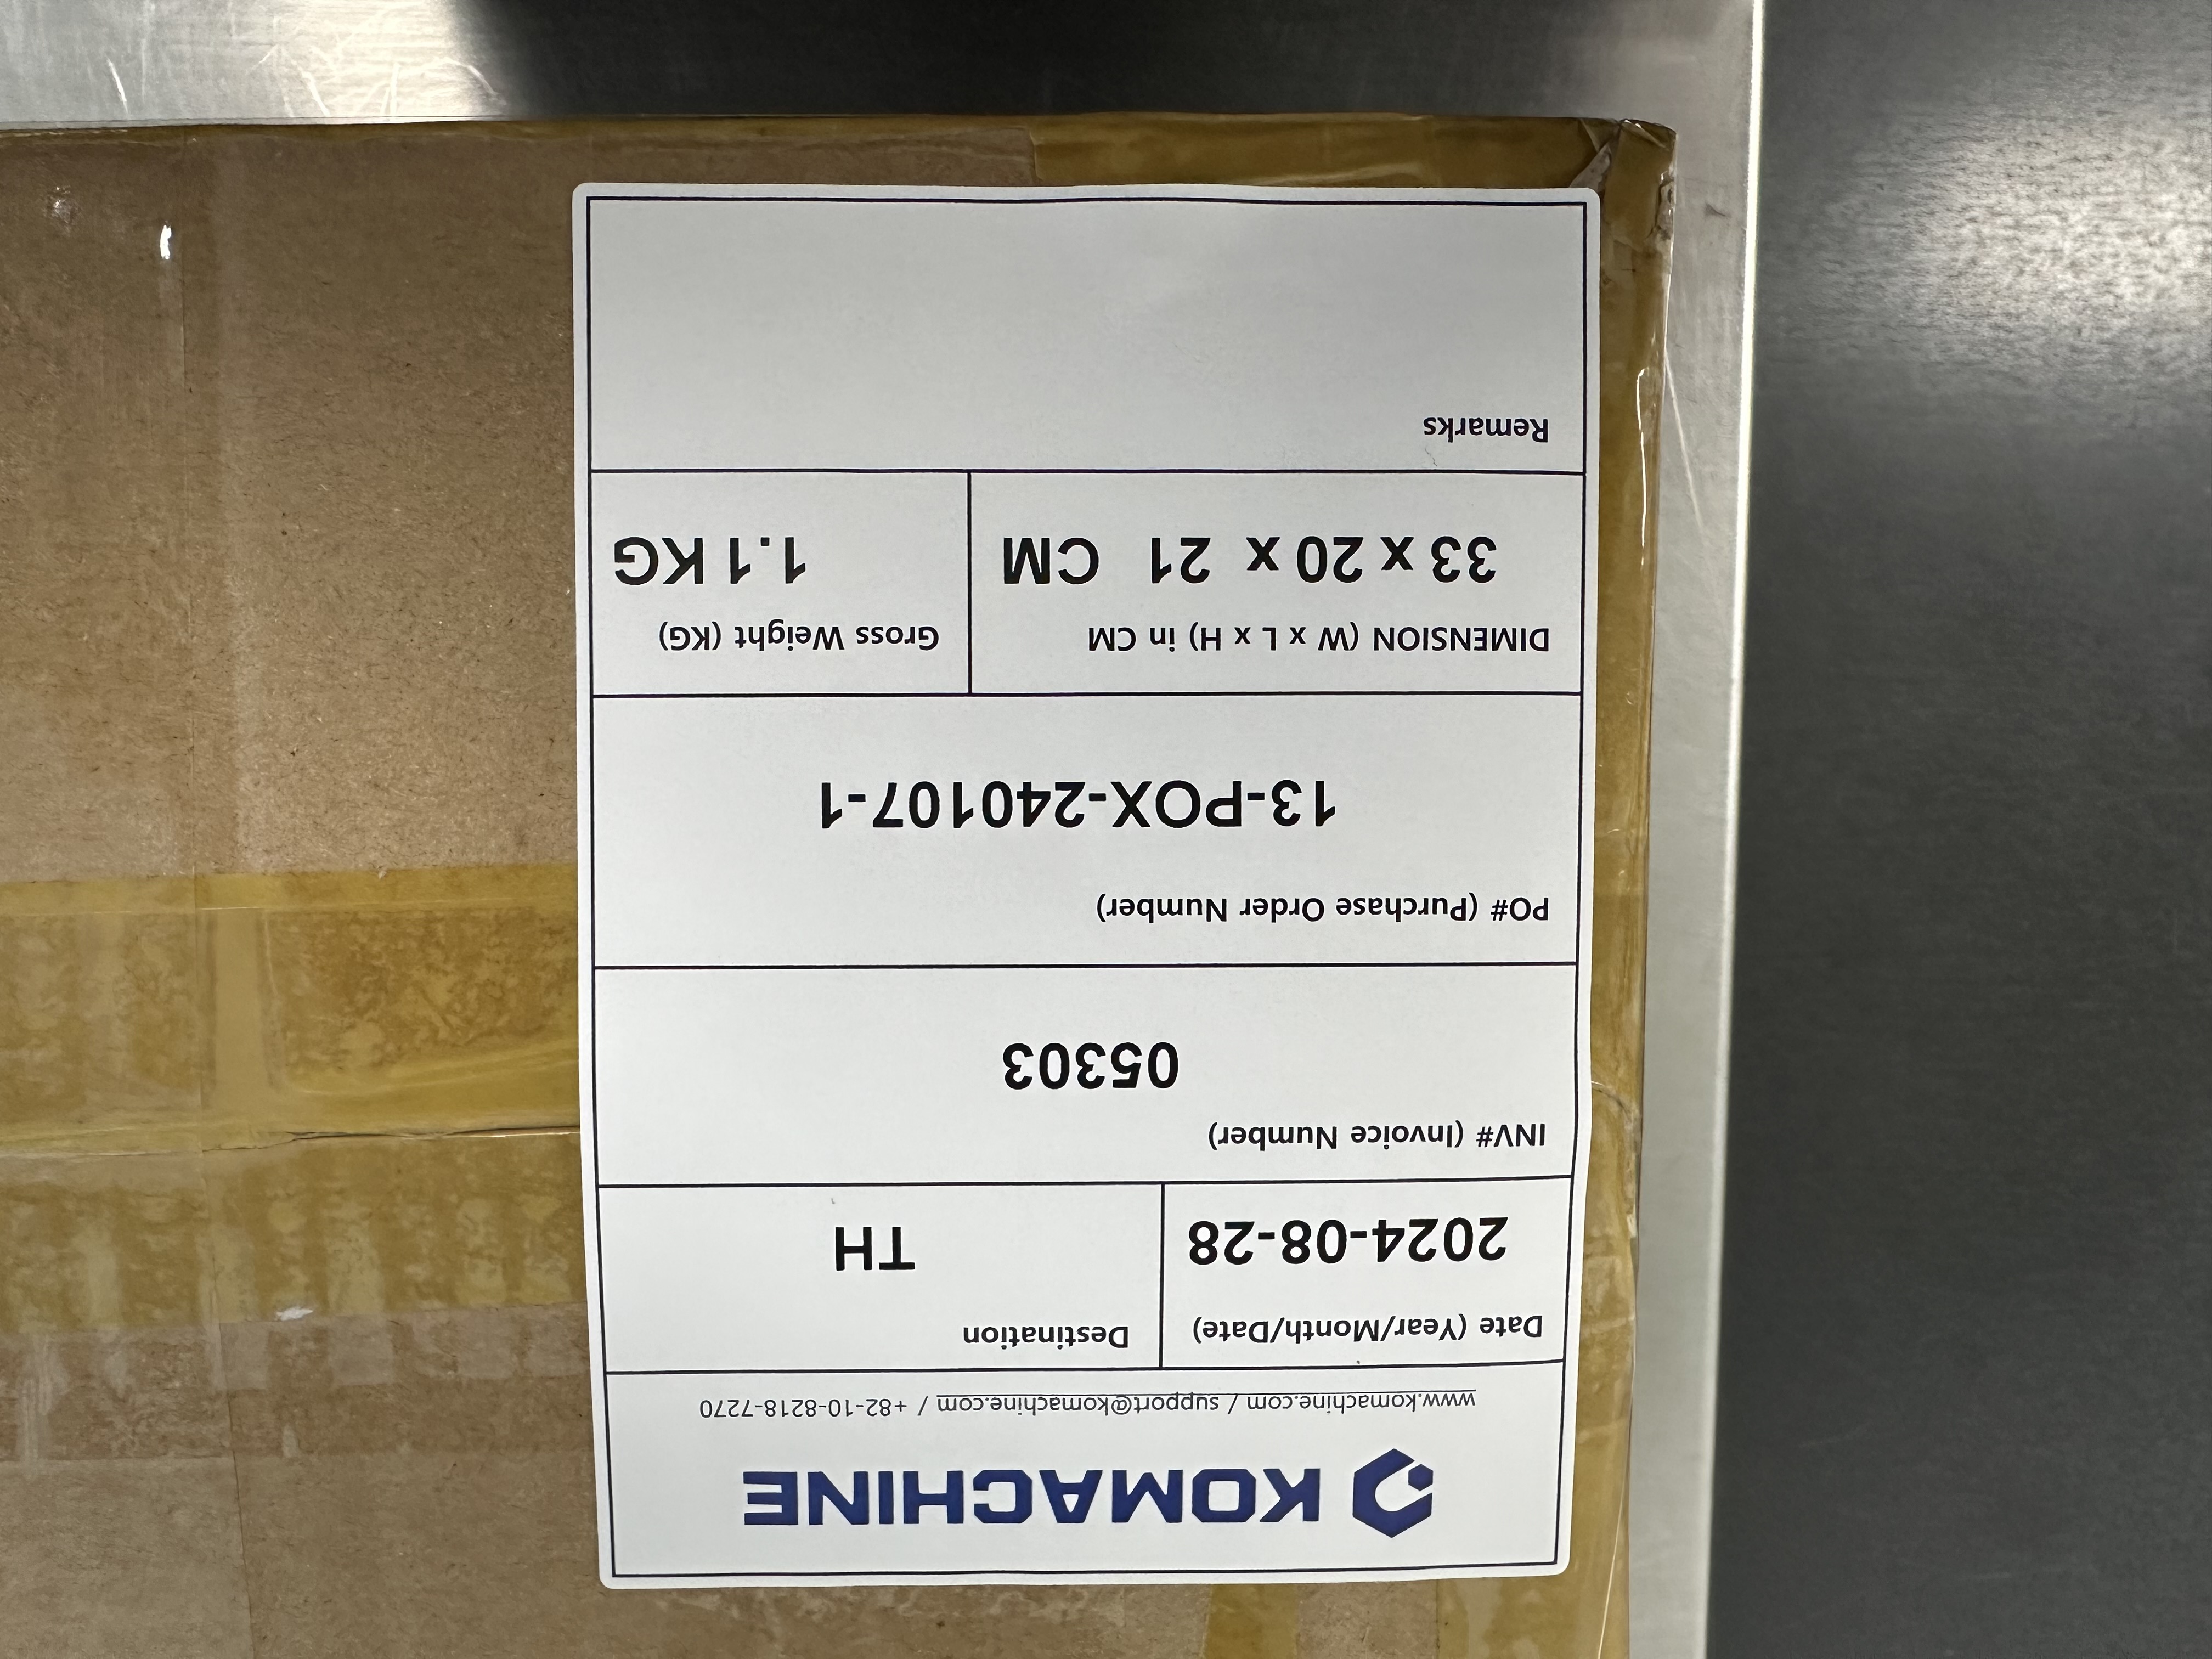 KOMACHINE
www.komachine.com / support@komachine.com / +82-10-8218-7270
Date (Year/Month/Date)
2024-08-28
Destination
TH
INV# (Invoice Number)
05303
PO# (Purchase Order Number)
13-POX-240107-1
DIMENSION (W x L x H) in CM
33 x 20 x 21 CM
Gross Weight (KG)
1.1 KG
Remarks